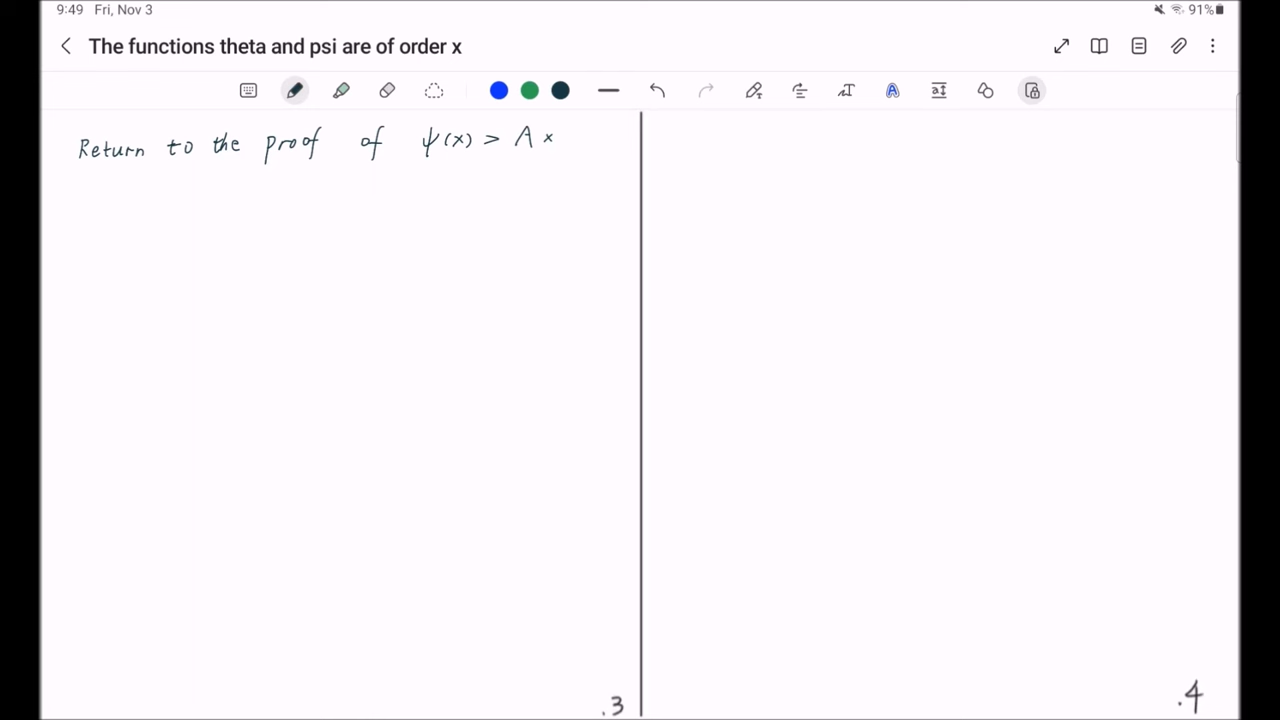 9:49 Fri, Nov 3
91%
The functions theta and psi are of order x
Return to the proof of ψ(x) > A x
.3
.4